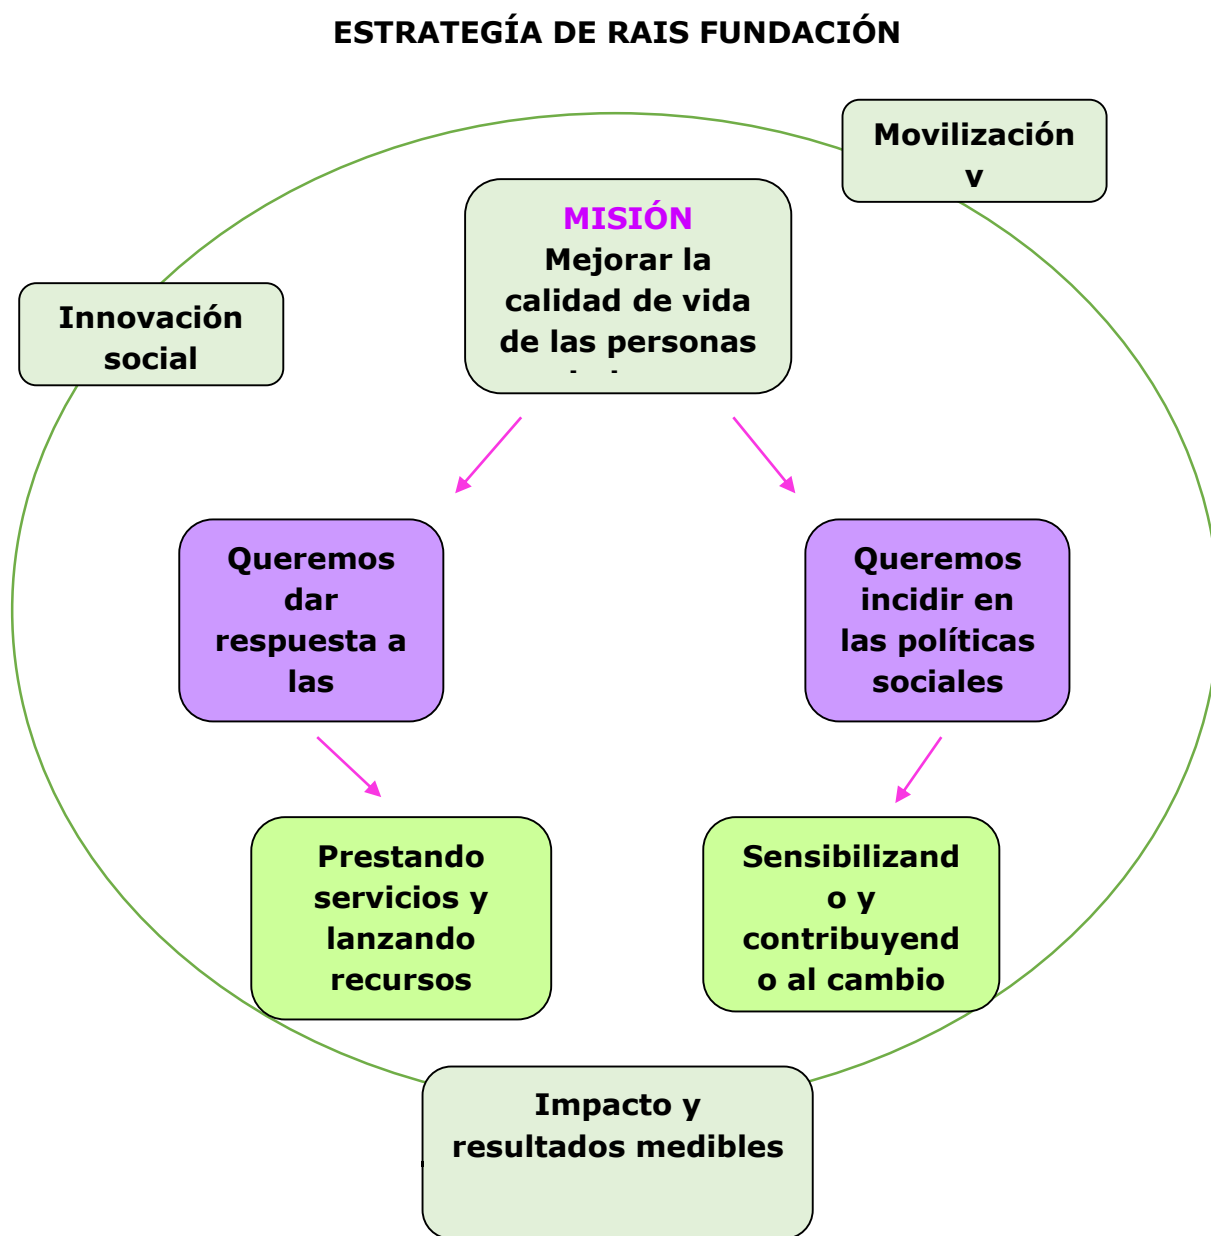 ESTRATEGÍA DE RAIS FUNDACIÓN
Movilización
y
MISIÓN
Mejorar la
calidad de vida
de las personas
Innovación
social
Queremos
dar
respuesta a
las
Queremos
incidir en
las políticas
sociales
Prestando
servicios y
lanzando
recursos
Sensibilizand
o y
contribuyend
o al cambio
Impacto y
resultados medibles